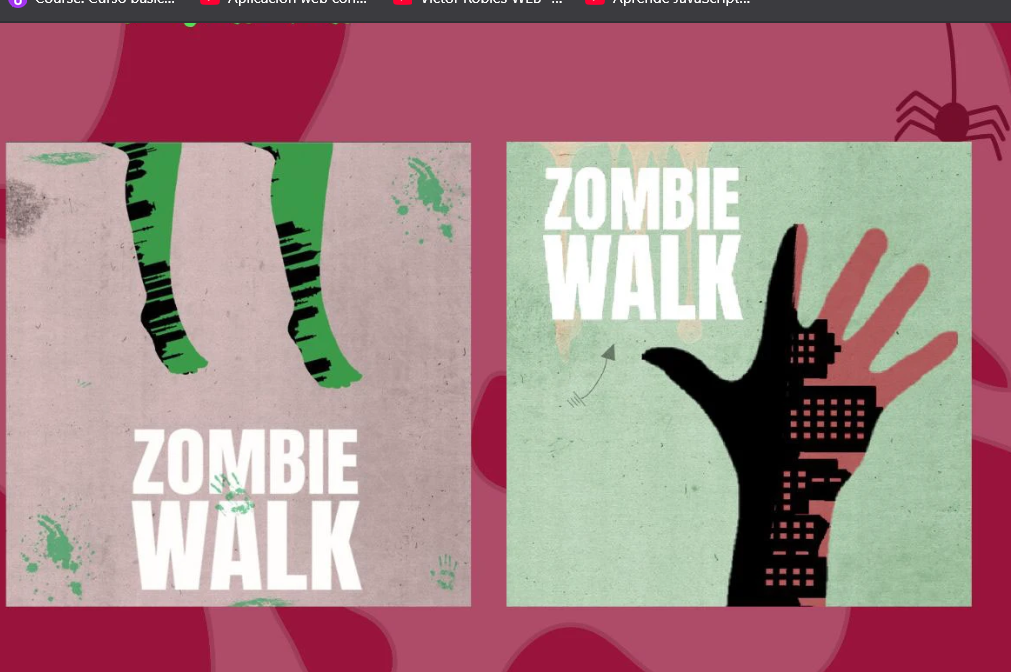 Course: Curso básic...
Aplicación web con...
Victor Robles WEB -...
Aprende JavaScript...
ZOMBIE
WALK
ZOMBIE
WALK